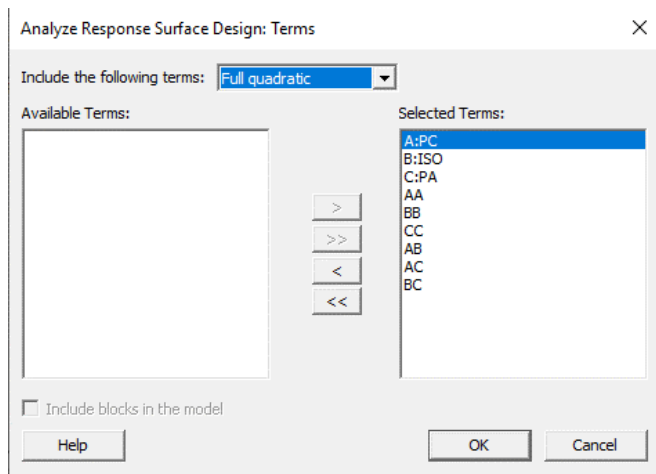 Analyze Response Surface Design: Terms
Include the following terms: Full quadratic
Available Terms:
Selected Terms:
A:PC
B:ISO
C:PA
AA
BB
CC
AB
AC
BC
>
>>
<
<<
Include blocks in the model
Help
OK
Cancel